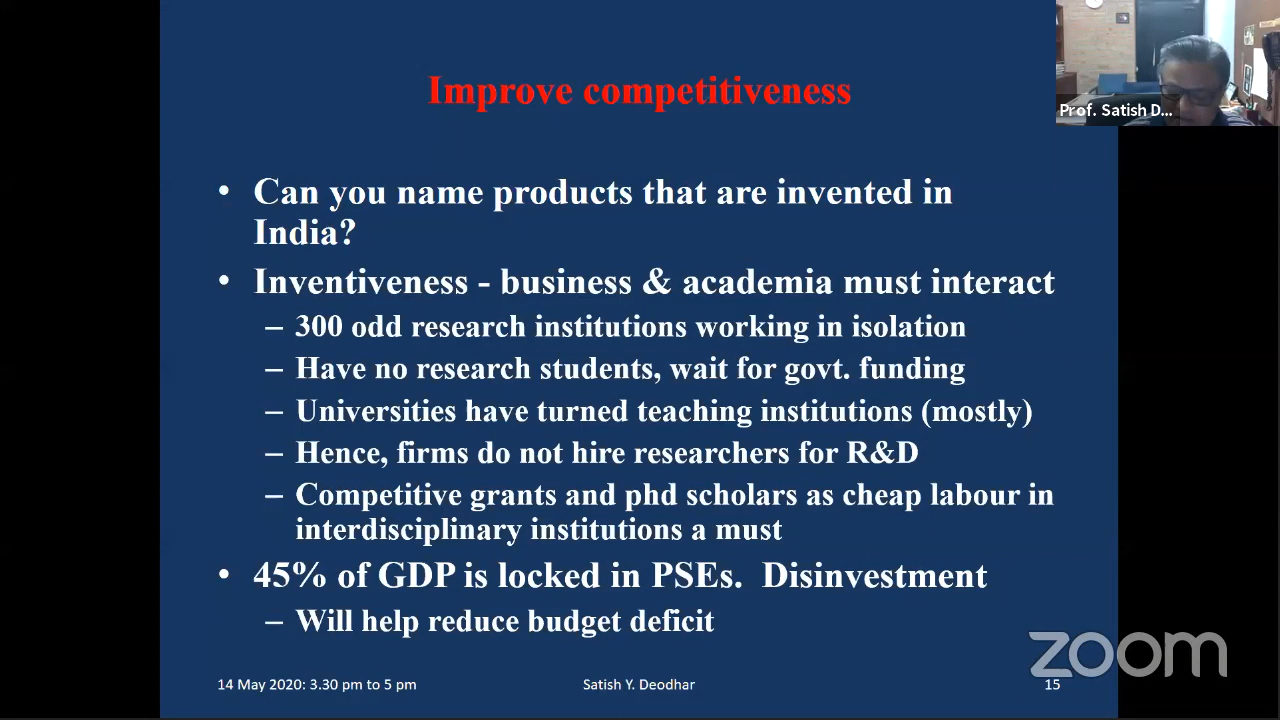 Improve competitiveness
Prof. Satish D...
• Can you name products that are invented in
India?
• Inventiveness - business & academia must interact
– 300 odd research institutions working in isolation
– Have no research students, wait for govt. funding
– Universities have turned teaching institutions (mostly)
– Hence, firms do not hire researchers for R&D
– Competitive grants and phd scholars as cheap labour in
interdisciplinary institutions a must
• 45% of GDP is locked in PSEs. Disinvestment
– Will help reduce budget deficit
zoom
14 May 2020: 3.30 pm to 5 pm
Satish Y. Deodhar
15